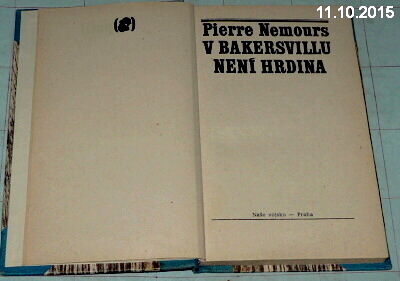 11.10.2015
Pierre Nemours
V BAKERSVILLU
NENÍ HRDINA
Naše vojsko — Praha